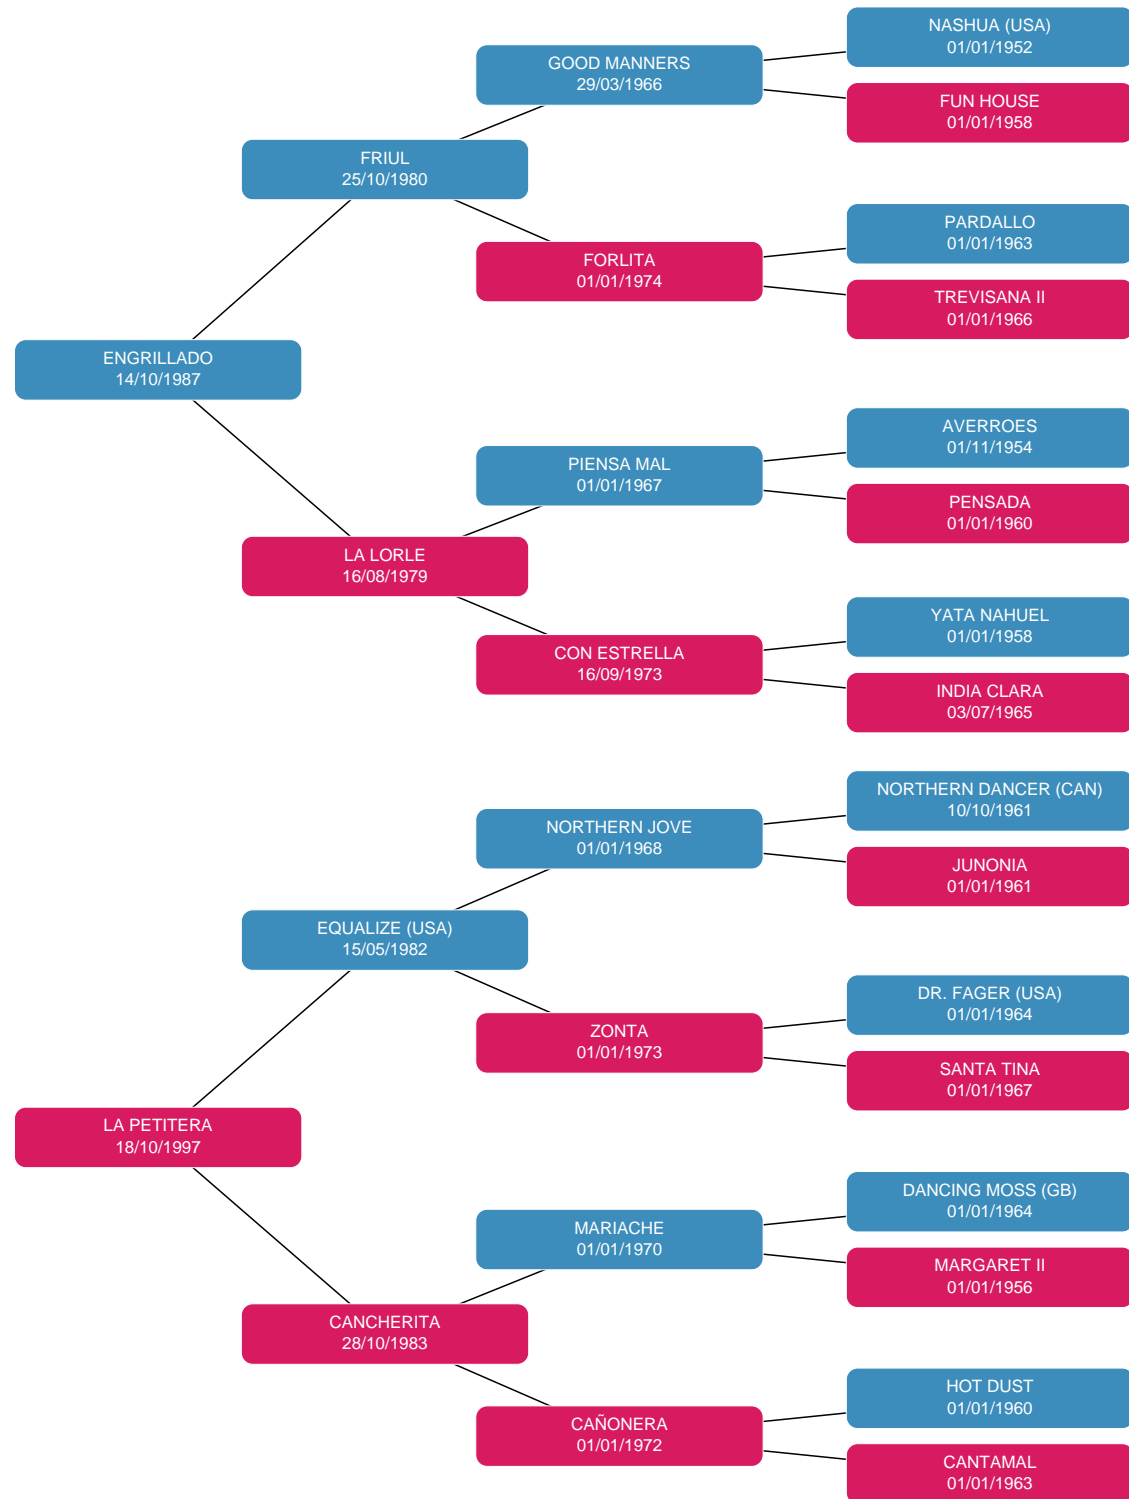 NASHUA (USA)
01/01/1952
GOOD MANNERS
29/03/1966
FUN HOUSE
01/01/1958
FRIUL
25/10/1980
PARDALLO
01/01/1963
FORLITA
01/01/1974
TREVISANA II
01/01/1966
ENGRILLADO
14/10/1987
AVERROES
01/11/1954
PIENSA MAL
01/01/1967
PENSADA
01/01/1960
LA LORLE
16/08/1979
YATA NAHUEL
01/01/1958
CON ESTRELLA
16/09/1973
INDIA CLARA
03/07/1965
NORTHERN DANCER (CAN)
10/10/1961
NORTHERN JOVE
01/01/1968
JUNONIA
01/01/1961
EQUALIZE (USA)
15/05/1982
DR. FAGER (USA)
01/01/1964
ZONTA
01/01/1973
SANTA TINA
01/01/1967
LA PETITERA
18/10/1997
DANCING MOSS (GB)
01/01/1964
MARIACHE
01/01/1970
MARGARET II
01/01/1956
CANCHERITA
28/10/1983
HOT DUST
01/01/1960
CAÑONERA
01/01/1972
CANTAMAL
01/01/1963